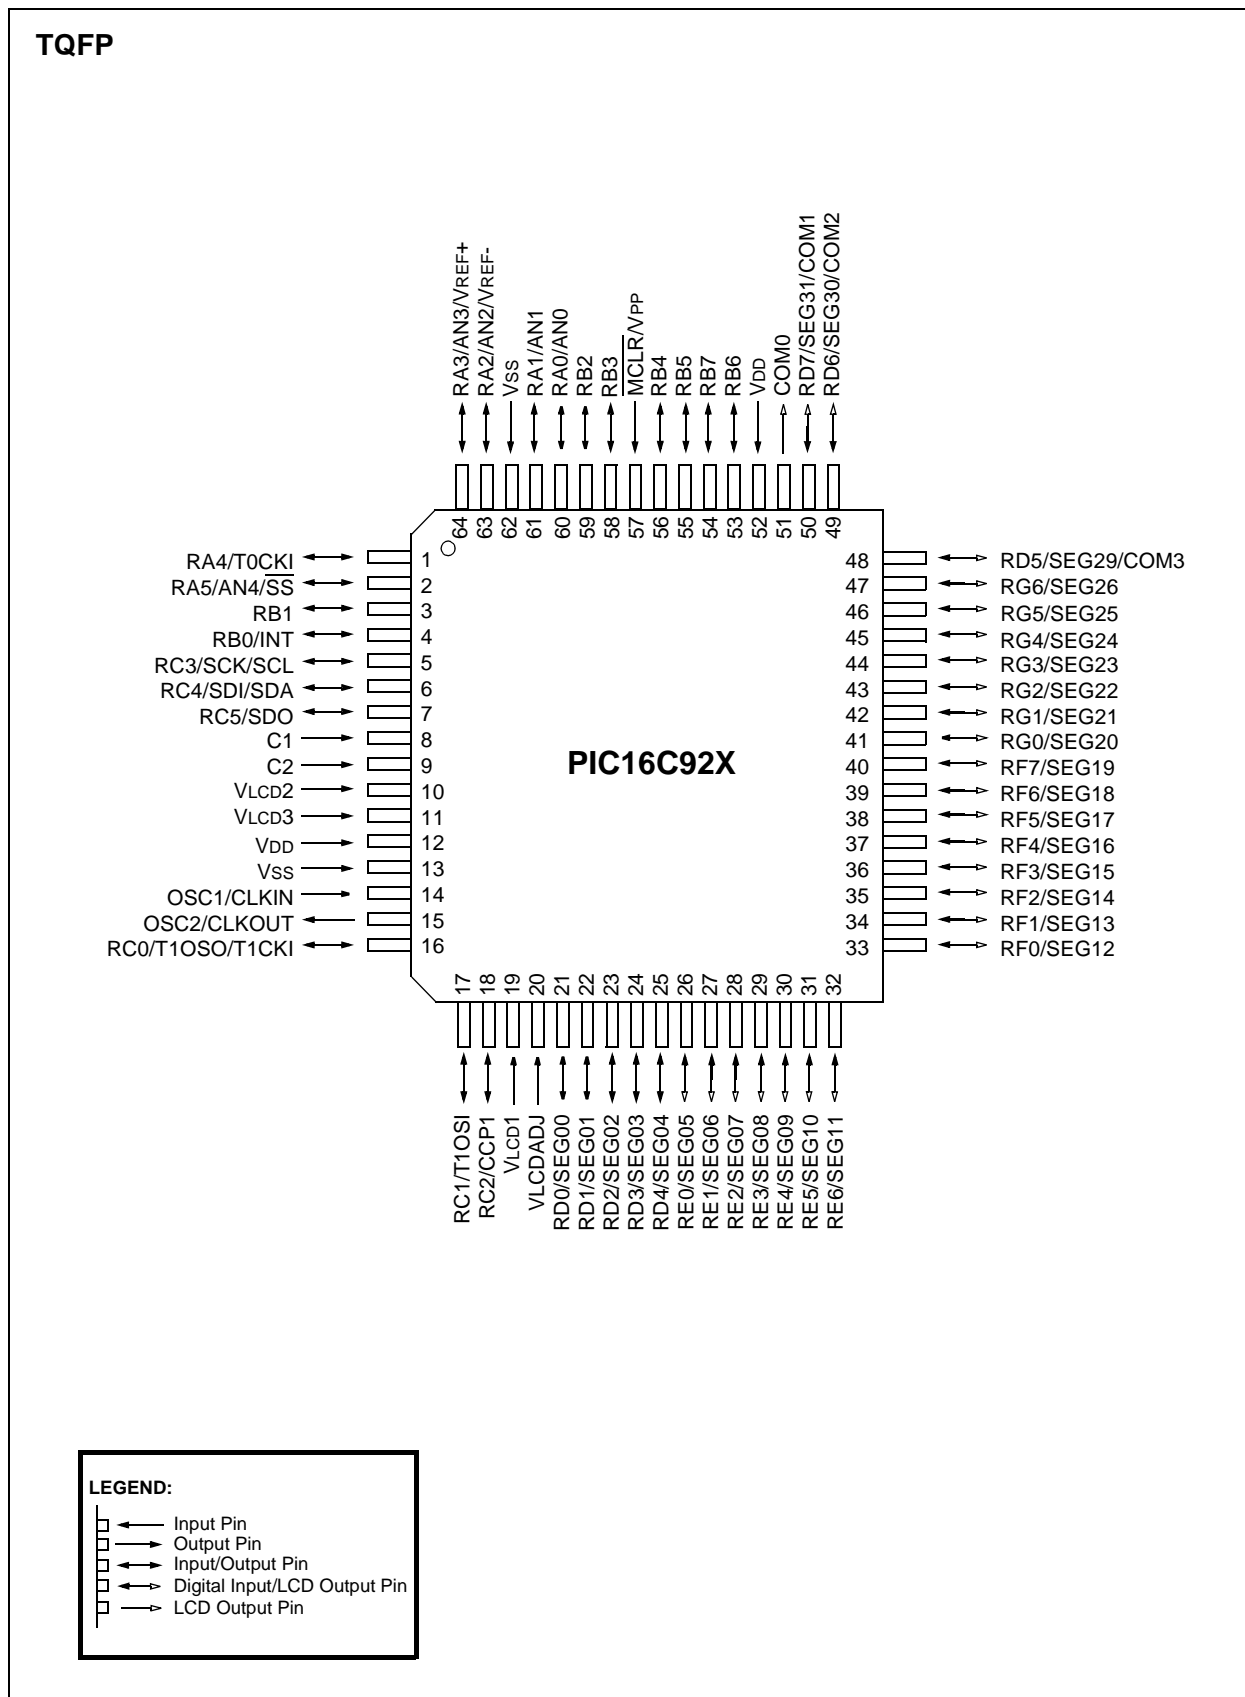 TQFP
RA3/AN3/VREF+
RA2/AN2/VREF-
VSS
RA1/AN1
RA0/AN0
RB2
RB3
MCLR/VPP
RB4
RB5
RB7
RB6
VDD
COM0
RD7/SEG31/COM1
RD6/SEG30/COM2
64
63
62
61
60
59
58
57
56
55
54
53
52
51
50
49
RA4/T0CKI 1
RA5/AN4/SS 2
RB1 3
RB0/INT 4
RC3/SCK/SCL 5
RC4/SDI/SDA 6
RC5/SDO 7
C1 8
C2 9
VLCD2 10
VLCD3 11
VDD 12
VSS 13
OSC1/CLKIN 14
OSC2/CLKOUT 15
RC0/T1OSO/T1CKI 16
PIC16C92X
48 RD5/SEG29/COM3
47 RG6/SEG26
46 RG5/SEG25
45 RG4/SEG24
44 RG3/SEG23
43 RG2/SEG22
42 RG1/SEG21
41 RG0/SEG20
40 RF7/SEG19
39 RF6/SEG18
38 RF5/SEG17
37 RF4/SEG16
36 RF3/SEG15
35 RF2/SEG14
34 RF1/SEG13
33 RF0/SEG12
17
18
19
20
21
22
23
24
25
26
27
28
29
30
31
32
RC1/T1OSI
RC2/CCP1
VLCD1
VLCDADJ
RD0/SEG00
RD1/SEG01
RD2/SEG02
RD3/SEG03
RD4/SEG04
RE0/SEG05
RE1/SEG06
RE2/SEG07
RE3/SEG08
RE4/SEG09
RE5/SEG10
RE6/SEG11
LEGEND:
Input Pin
Output Pin
Input/Output Pin
Digital Input/LCD Output Pin
LCD Output Pin